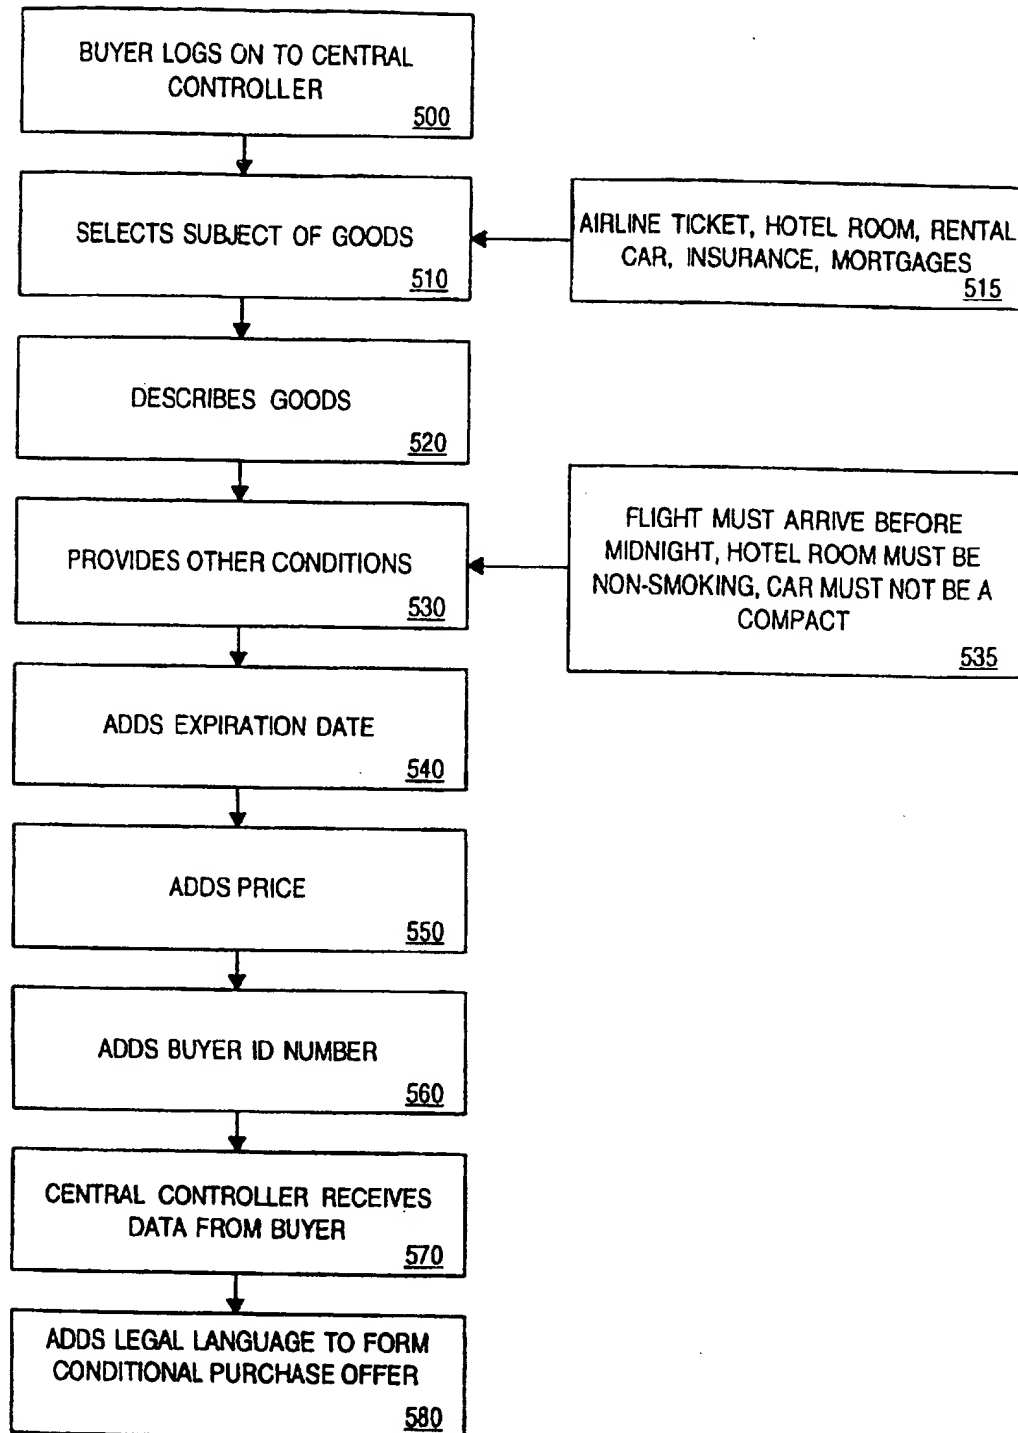 BUYER LOGS ON TO CENTRAL
CONTROLLER
500
SELECTS SUBJECT OF GOODS
510
AIRLINE TICKET, HOTEL ROOM, RENTAL
CAR, INSURANCE, MORTGAGES
515
DESCRIBES GOODS
520
PROVIDES OTHER CONDITIONS
530
FLIGHT MUST ARRIVE BEFORE
MIDNIGHT, HOTEL ROOM MUST BE
NON-SMOKING, CAR MUST NOT BE A
COMPACT
535
ADDS EXPIRATION DATE
540
ADDS PRICE
550
ADDS BUYER ID NUMBER
560
CENTRAL CONTROLLER RECEIVES
DATA FROM BUYER
570
ADDS LEGAL LANGUAGE TO FORM
CONDITIONAL PURCHASE OFFER
580